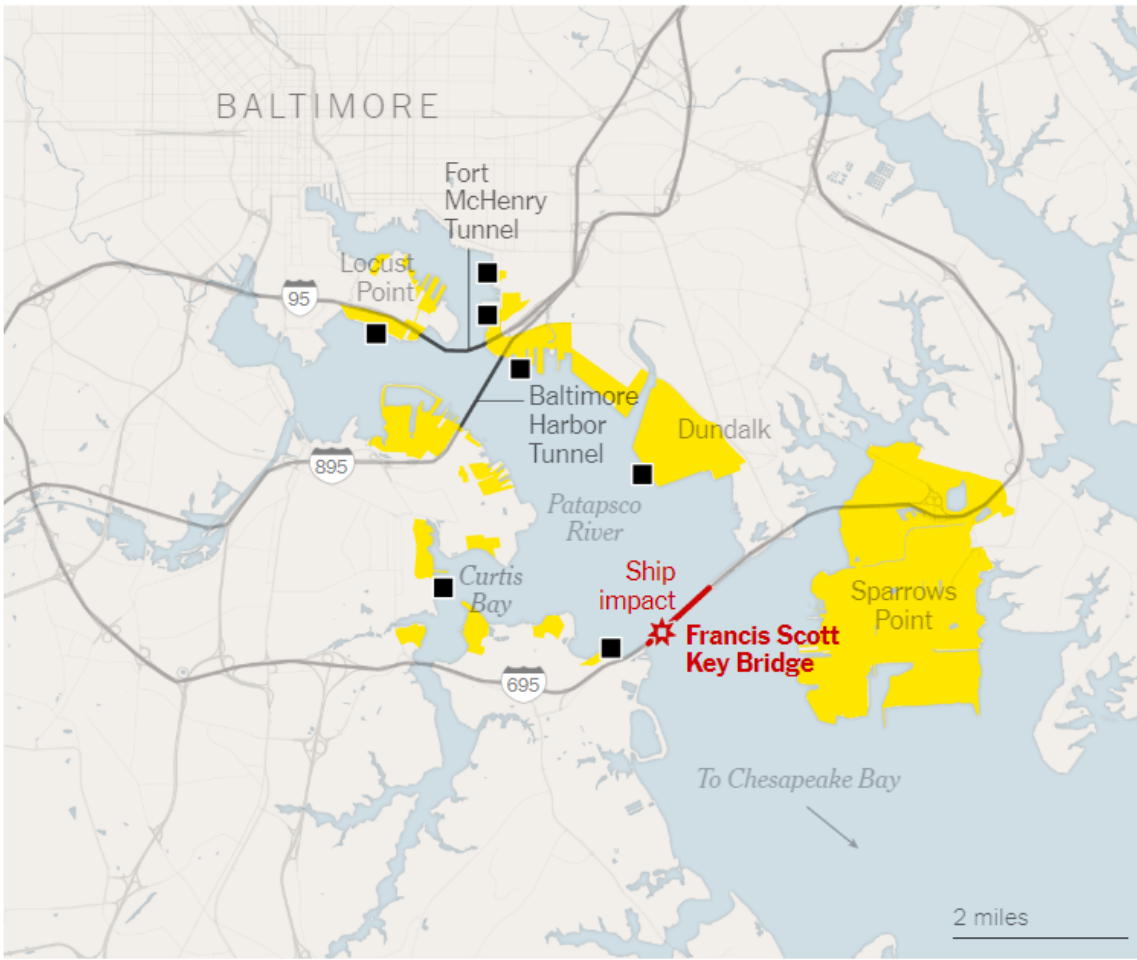 BALTIMORE
Fort
McHenry
Tunnel
Locust
Point
95
Baltimore
Harbor
Tunnel
Dundalk
895
Patapsco
River
Curtis
Bay
Ship
impact
Sparrows
Point
Francis Scott
Key Bridge
695
To Chesapeake Bay
2 miles